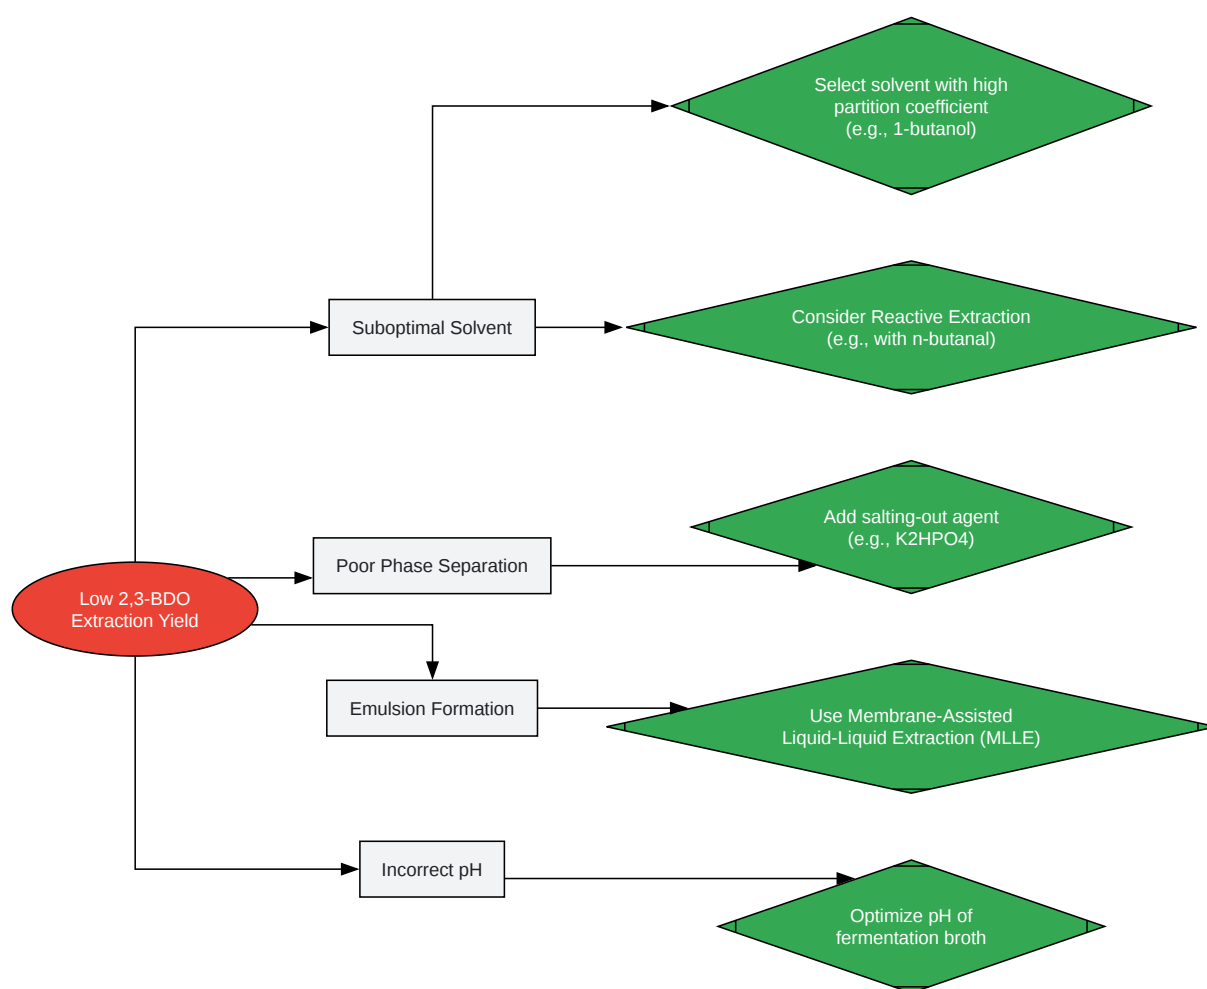 Select solvent with high
partition coefficient
(e.g., 1-butanol)
Suboptimal Solvent
Consider Reactive Extraction
(e.g., with n-butanal)
Add salting-out agent
(e.g., K2HPO4)
Poor Phase Separation
Low 2,3-BDO
Extraction Yield
Emulsion Formation
Use Membrane-Assisted
Liquid-Liquid Extraction (MLLE)
Incorrect pH
Optimize pH of
fermentation broth